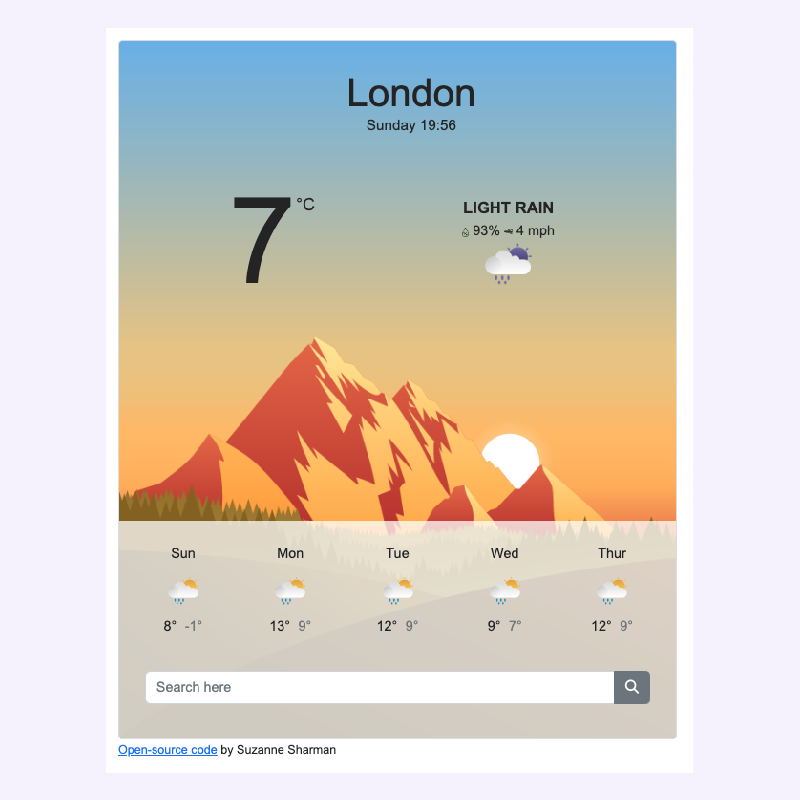 London
Sunday 19:56
7 °C
LIGHT RAIN
93% 4 mph
Sun Mon Tue Wed Thur
8° -1° 13° 9° 12° 9° 9° 7° 12° 9°
Search here
Open-source code by Suzanne Sharman